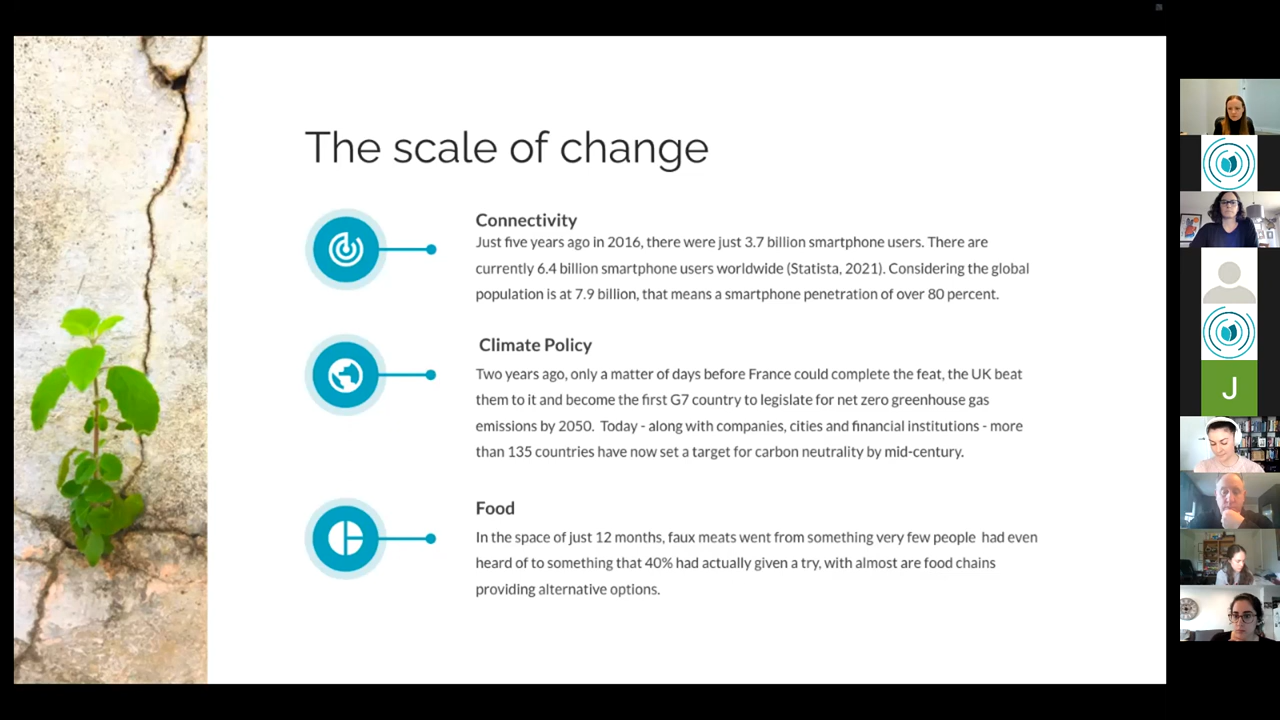 The scale of change
Connectivity
Just five years ago in 2016, there were just 3.7 billion smartphone users. There are
currently 6.4 billion smartphone users worldwide (Statista, 2021). Considering the global
population is at 7.9 billion, that means a smartphone penetration of over 80 percent.
Climate Policy
Two years ago, only a matter of days before France could complete the feat, the UK beat
them to it and become the first G7 country to legislate for net zero greenhouse gas
emissions by 2050. Today - along with companies, cities and financial institutions - more
than 135 countries have now set a target for carbon neutrality by mid-century.
Food
In the space of just 12 months, faux meats went from something very few people had even
heard of to something that 40% had actually given a try, with almost are food chains
providing alternative options.
J